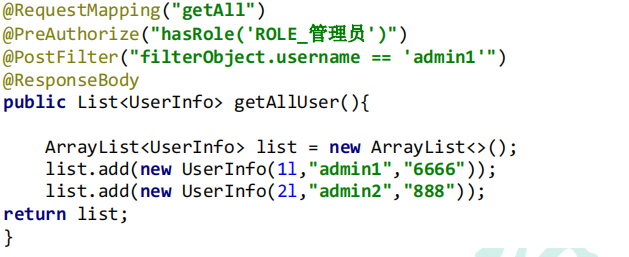 @RequestMapping("getAll")
@PreAuthorize("hasRole('ROLE_管理员')")
@PostFilter("filterObject.username == 'admin1'")
@ResponseBody
public List<UserInfo> getAllUser(){
    ArrayList<UserInfo> list = new ArrayList<>();
    list.add(new UserInfo(1l,"admin1","6666"));
    list.add(new UserInfo(2l,"admin2","888"));
return list;
}